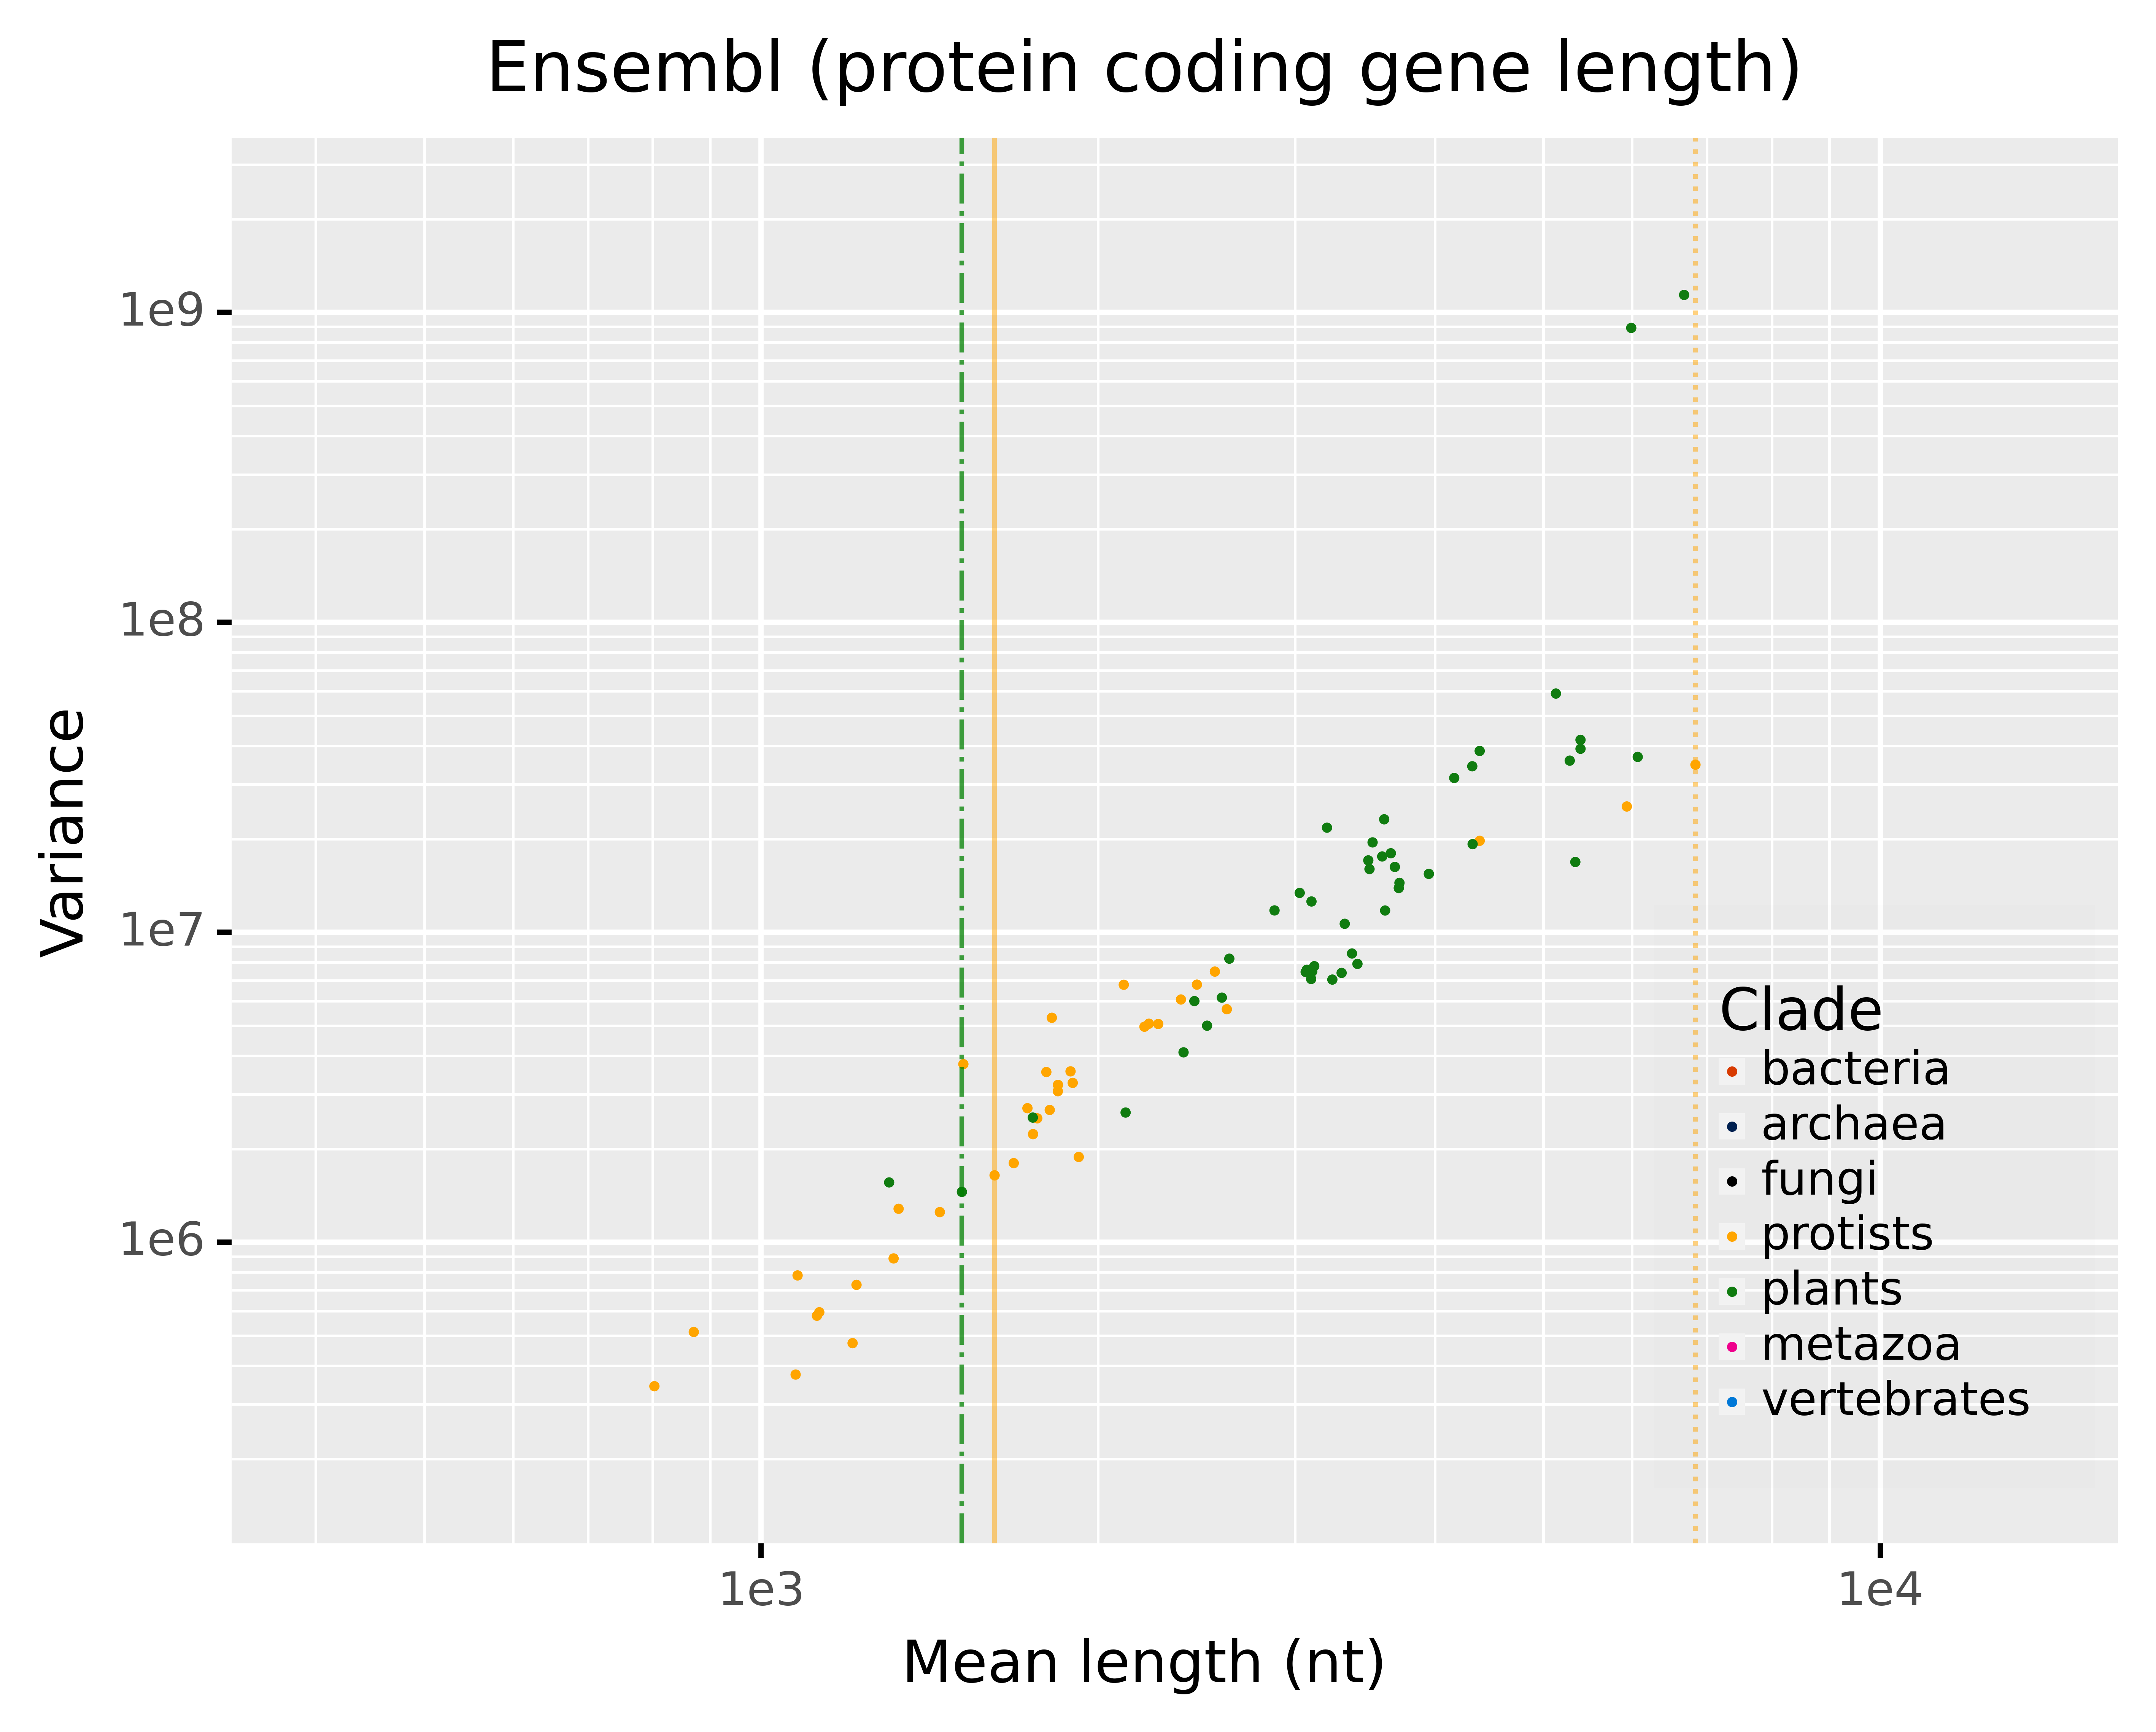 Ensembl (protein coding gene length)
1e9
1e8
1e7
1e6
Variance
Clade
bacteria
archaea
fungi
protists
plants
metazoa
vertebrates
1e3
1e4
Mean length (nt)